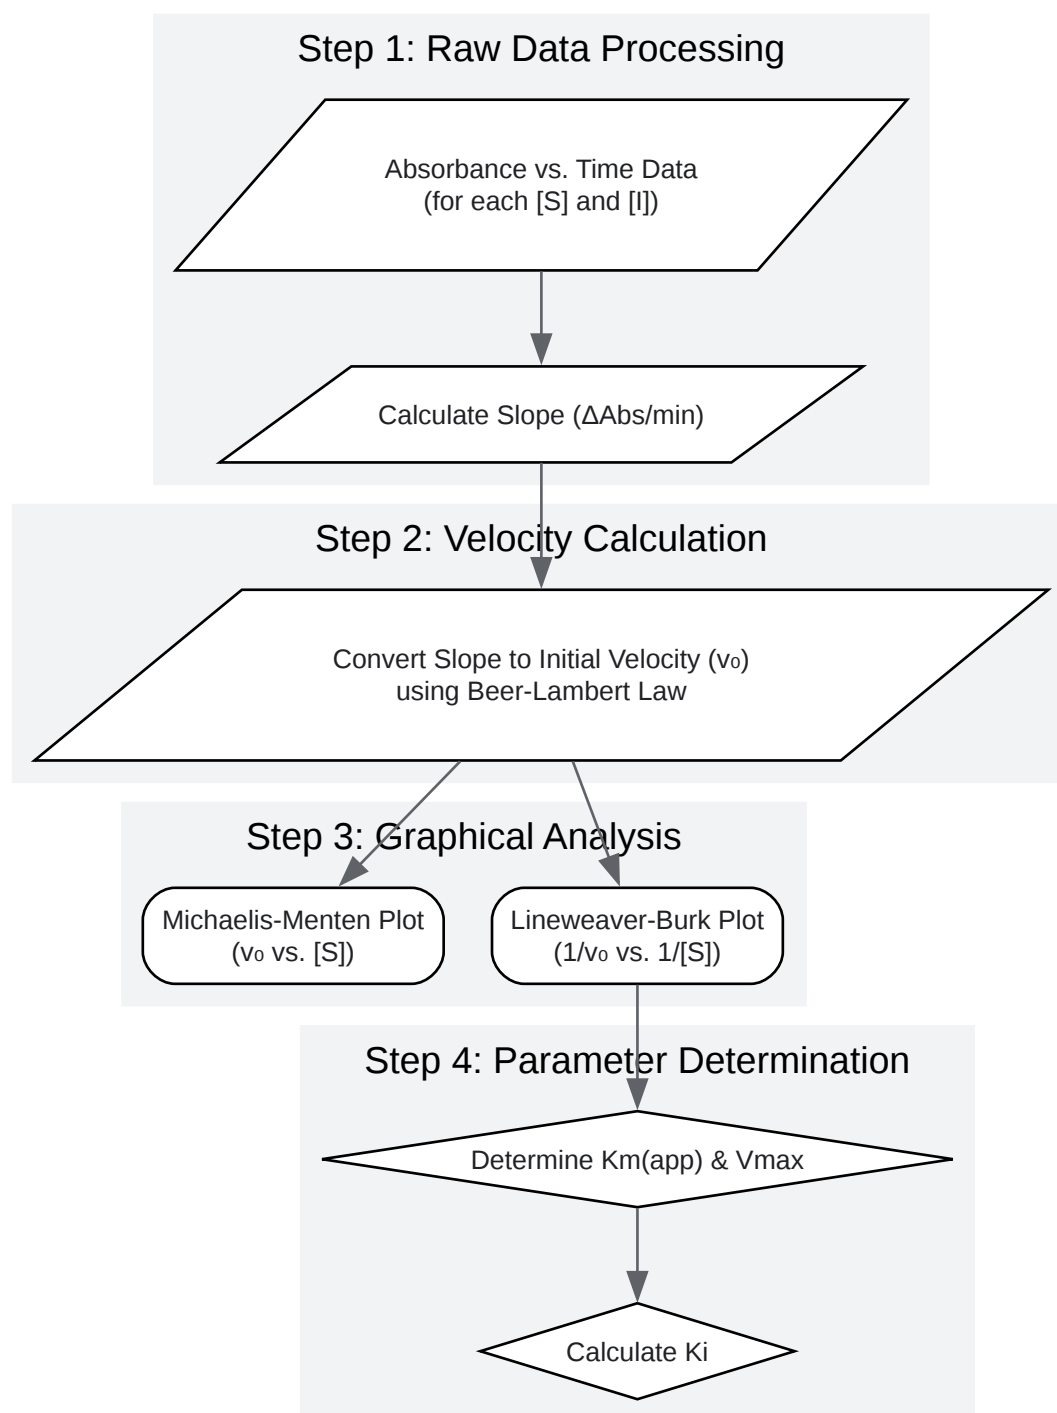 Step 1: Raw Data Processing
Absorbance vs. Time Data
(for each [S] and [I])
Calculate Slope (ΔAbs/min)
Step 2: Velocity Calculation
Convert Slope to Initial Velocity (v₀)
using Beer-Lambert Law
Step 3: Graphical Analysis
Michaelis-Menten Plot
(v₀ vs. [S])
Lineweaver-Burk Plot
(1/v₀ vs. 1/[S])
Step 4: Parameter Determination
Determine Km(app) & Vmax
Calculate Ki